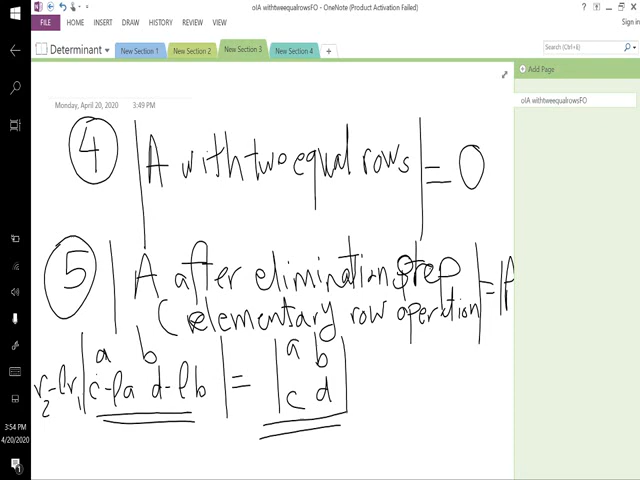 oIA withtweequalrowsFO - OneNote (Product Activation Failed)
FILE HOME INSERT DRAW HISTORY REVIEW VIEW
Sign in
Determinant New Section 1 New Section 2 New Section 3 New Section 4 +
Search (Ctrl+E)
Add Page
oIA withtweequalrowsFO
Monday, April 20, 2020 3:49 PM
4 | A with two equal rows | = 0
5 | A after elimination step
( elementary row operation | = |A
a b a b
r2 - lr1 | c - la d - lb | = | c d |
3:54 PM
4/20/2020